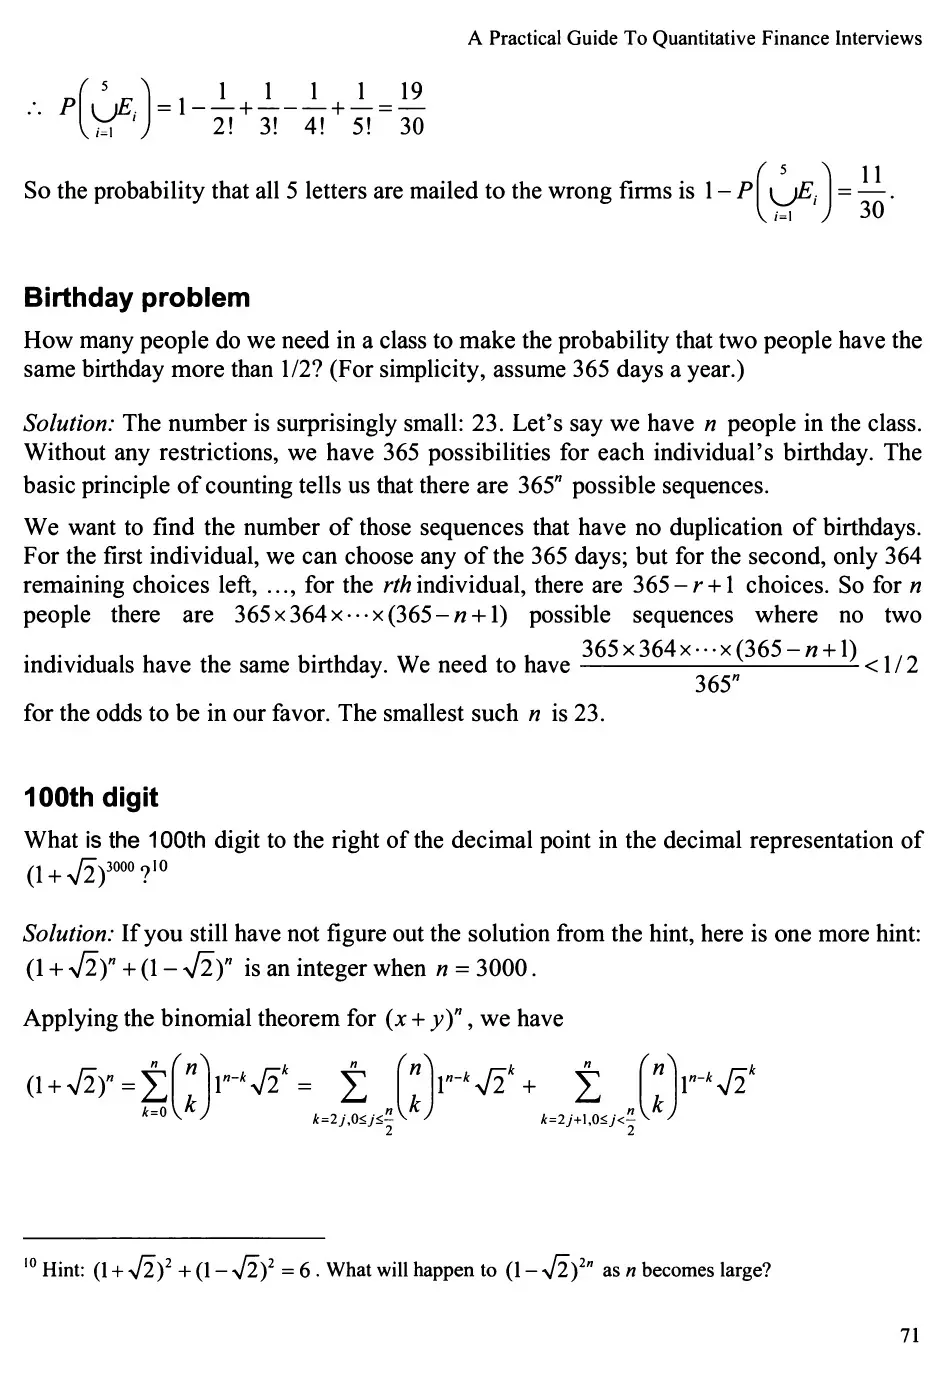 A Practical Guide To Quantitative Finance Interviews
∴ P(⋃_{i=1}^{5} E_i) = 1 − 1/2! + 1/3! − 1/4! + 1/5! = 19/30
So the probability that all 5 letters are mailed to the wrong firms is 1 − P(⋃_{i=1}^{5} E_i) = 11/30.
Birthday problem
How many people do we need in a class to make the probability that two people have the
same birthday more than 1/2? (For simplicity, assume 365 days a year.)
Solution: The number is surprisingly small: 23. Let's say we have n people in the class.
Without any restrictions, we have 365 possibilities for each individual's birthday. The
basic principle of counting tells us that there are 365ⁿ possible sequences.
We want to find the number of those sequences that have no duplication of birthdays.
For the first individual, we can choose any of the 365 days; but for the second, only 364
remaining choices left, ..., for the rth individual, there are 365 − r + 1 choices. So for n
people there are 365×364×⋯×(365−n+1) possible sequences where no two
individuals have the same birthday. We need to have (365×364×⋯×(365−n+1))/365ⁿ < 1/2
for the odds to be in our favor. The smallest such n is 23.
100th digit
What is the 100th digit to the right of the decimal point in the decimal representation of
(1 + √2)³⁰⁰⁰ ?¹⁰
Solution: If you still have not figure out the solution from the hint, here is one more hint:
(1 + √2)ⁿ + (1 − √2)ⁿ is an integer when n = 3000.
Applying the binomial theorem for (x + y)ⁿ, we have
(1 + √2)ⁿ = ∑_{k=0}^{n} (n k) 1^{n−k} √2^k = ∑_{k=2j,0≤j≤n/2}^{n} (n k) 1^{n−k} √2^k + ∑_{k=2j+1,0≤j<n/2}^{n} (n k) 1^{n−k} √2^k
¹⁰ Hint: (1 + √2)² + (1 − √2)² = 6. What will happen to (1 − √2)²ⁿ as n becomes large?
71